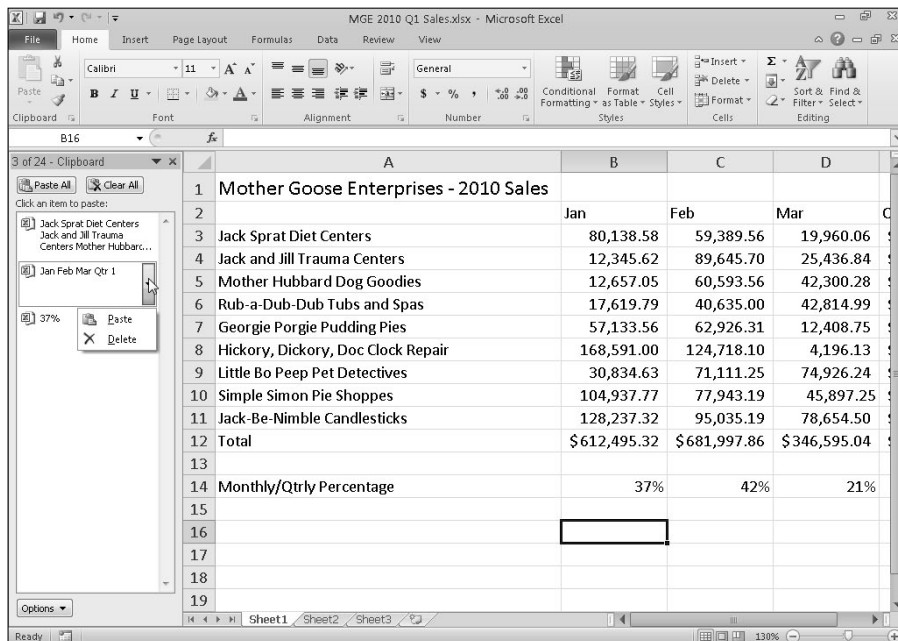 MGE 2010 Q1 Sales.xlsx - Microsoft Excel
File Home Insert Page Layout Formulas Data Review View
Paste
Calibri 11 A A
General
Conditional Formatting Format as Table Cell Styles
Insert
Delete
Format
Σ
Sort & Filter Find & Select
B I U A $ % , .00 .00
Clipboard Font Alignment Number Styles Cells Editing
B16 fx
3 of 24 - Clipboard
Paste All Clear All
Click an item to paste:
Jack Sprat Diet Centers
Jack and Jill Trauma
Centers Mother Hubbarc...
Jan Feb Mar Qtr 1
37%
Paste
Delete
Options
A B C D
1 Mother Goose Enterprises - 2010 Sales
2 Jan Feb Mar
3 Jack Sprat Diet Centers 80,138.58 59,389.56 19,960.06
4 Jack and Jill Trauma Centers 12,345.62 89,645.70 25,436.84
5 Mother Hubbard Dog Goodies 12,657.05 60,593.56 42,300.28
6 Rub-a-Dub-Dub Tubs and Spas 17,619.79 40,635.00 42,814.99
7 Georgie Porgie Pudding Pies 57,133.56 62,926.31 12,408.75
8 Hickory, Dickory, Doc Clock Repair 168,591.00 124,718.10 4,196.13
9 Little Bo Peep Pet Detectives 30,834.63 71,111.25 74,926.24
10 Simple Simon Pie Shoppes 104,937.77 77,943.19 45,897.25
11 Jack-Be-Nimble Candlesticks 128,237.32 95,035.19 78,654.50
12 Total $612,495.32 $681,997.86 $346,595.04
13
14 Monthly/Qtrly Percentage 37% 42% 21%
15
16
17
18
19
Sheet1 Sheet2 Sheet3
Ready 130%